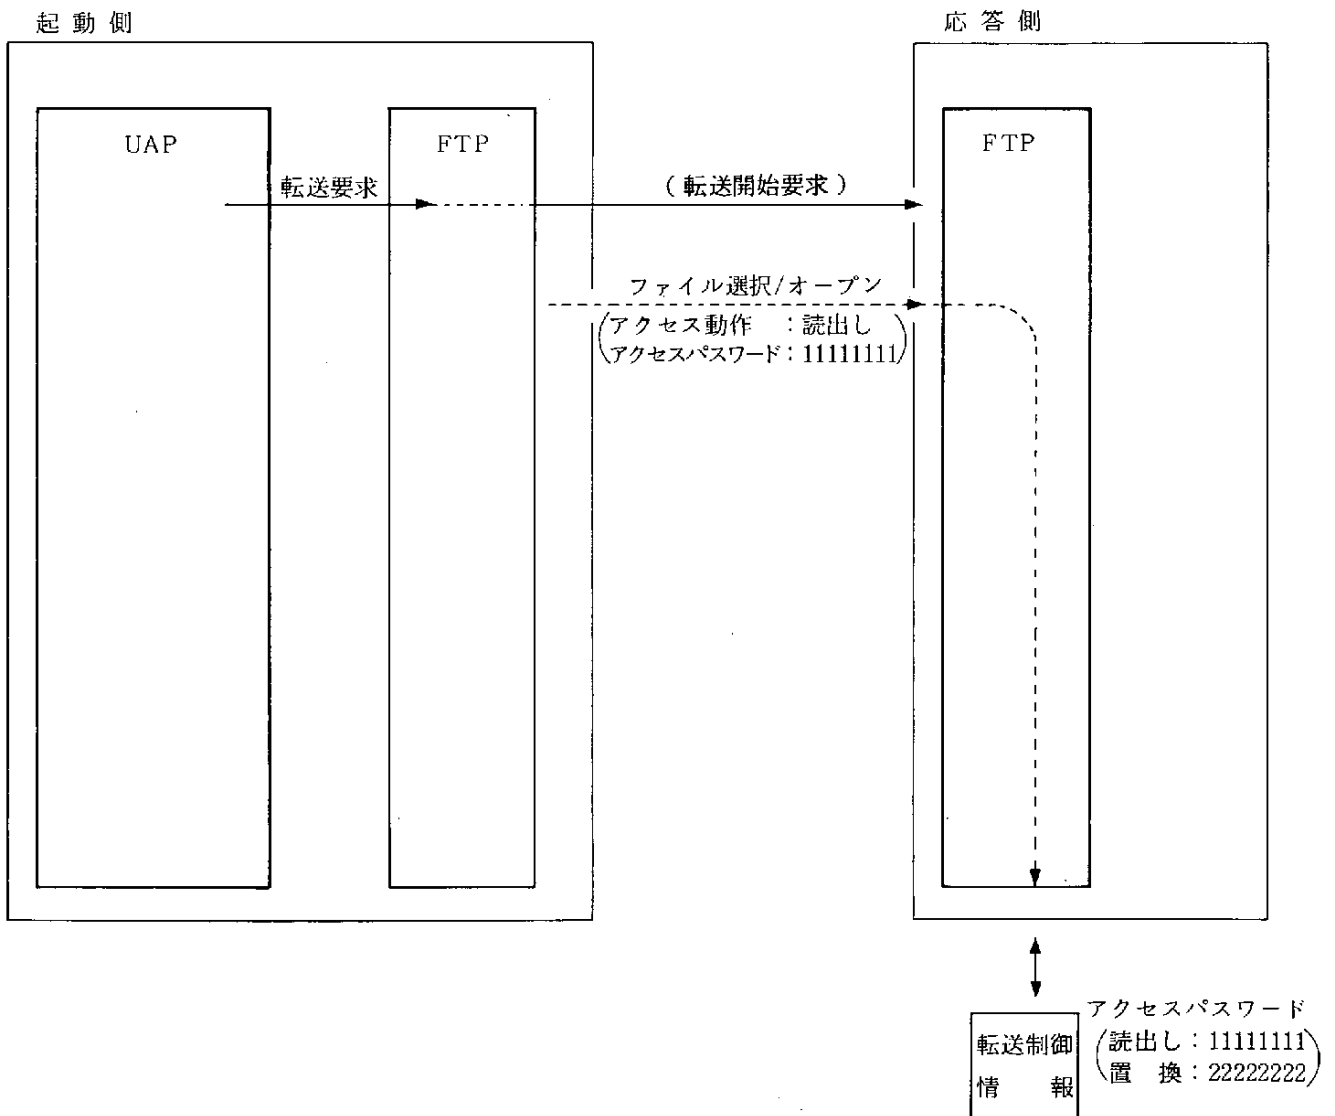 起動側
応答側
UAP
FTP
FTP
転送要求
(転送開始要求)
ファイル選択/オープン
(アクセス動作 :読出し
アクセスパスワード:11111111)
アクセスパスワード
転送制御
情 報
(読出し:11111111
置 換:22222222)